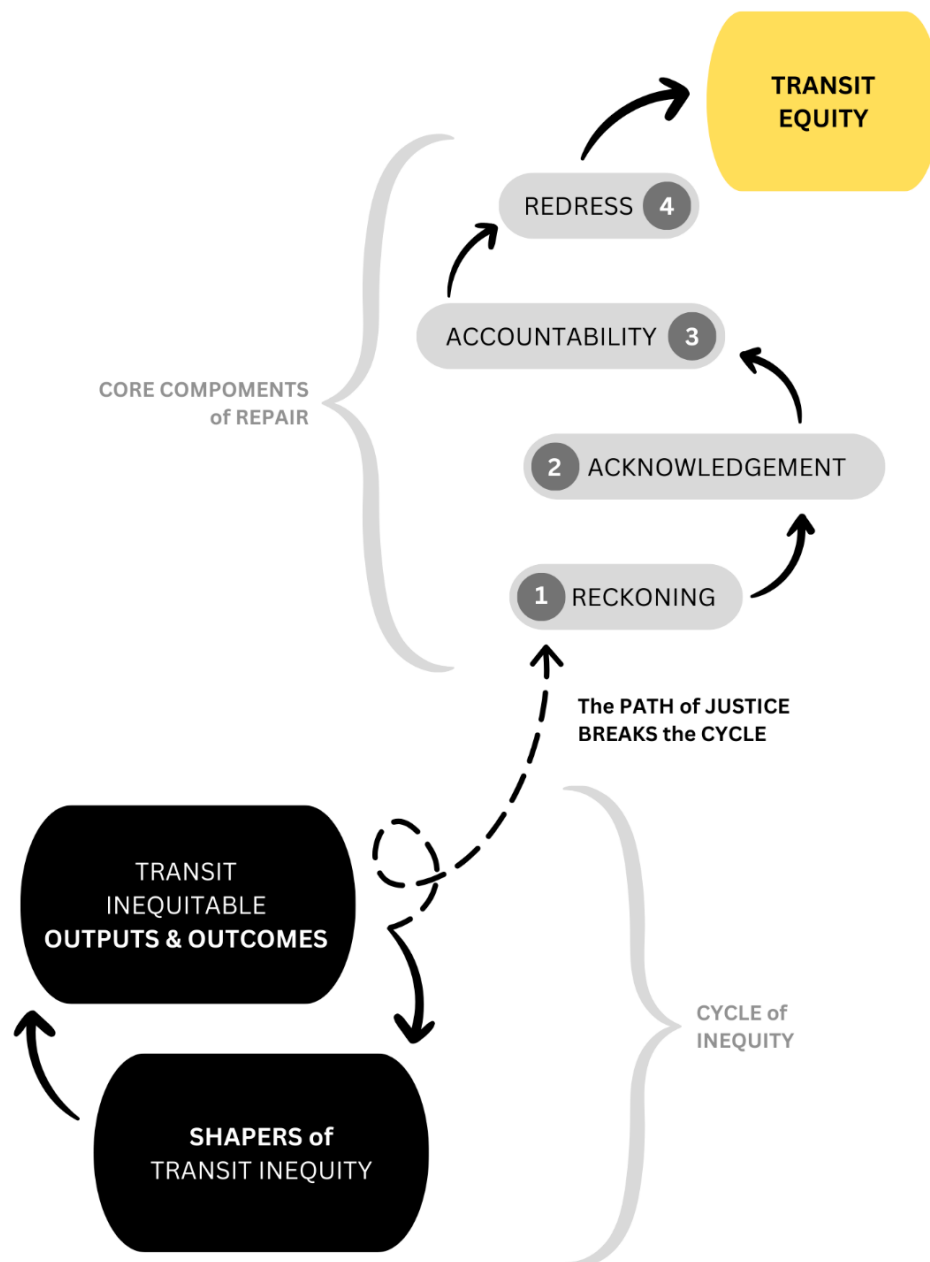 TRANSIT
EQUITY
REDRESS 4
ACCOUNTABILITY 3
CORE COMPOMENTS
of REPAIR
2 ACKNOWLEDGEMENT
1 RECKONING
The PATH of JUSTICE
BREAKS the CYCLE
TRANSIT
INEQUITABLE
OUTPUTS & OUTCOMES
CYCLE of
INEQUITY
SHAPERS of
TRANSIT INEQUITY